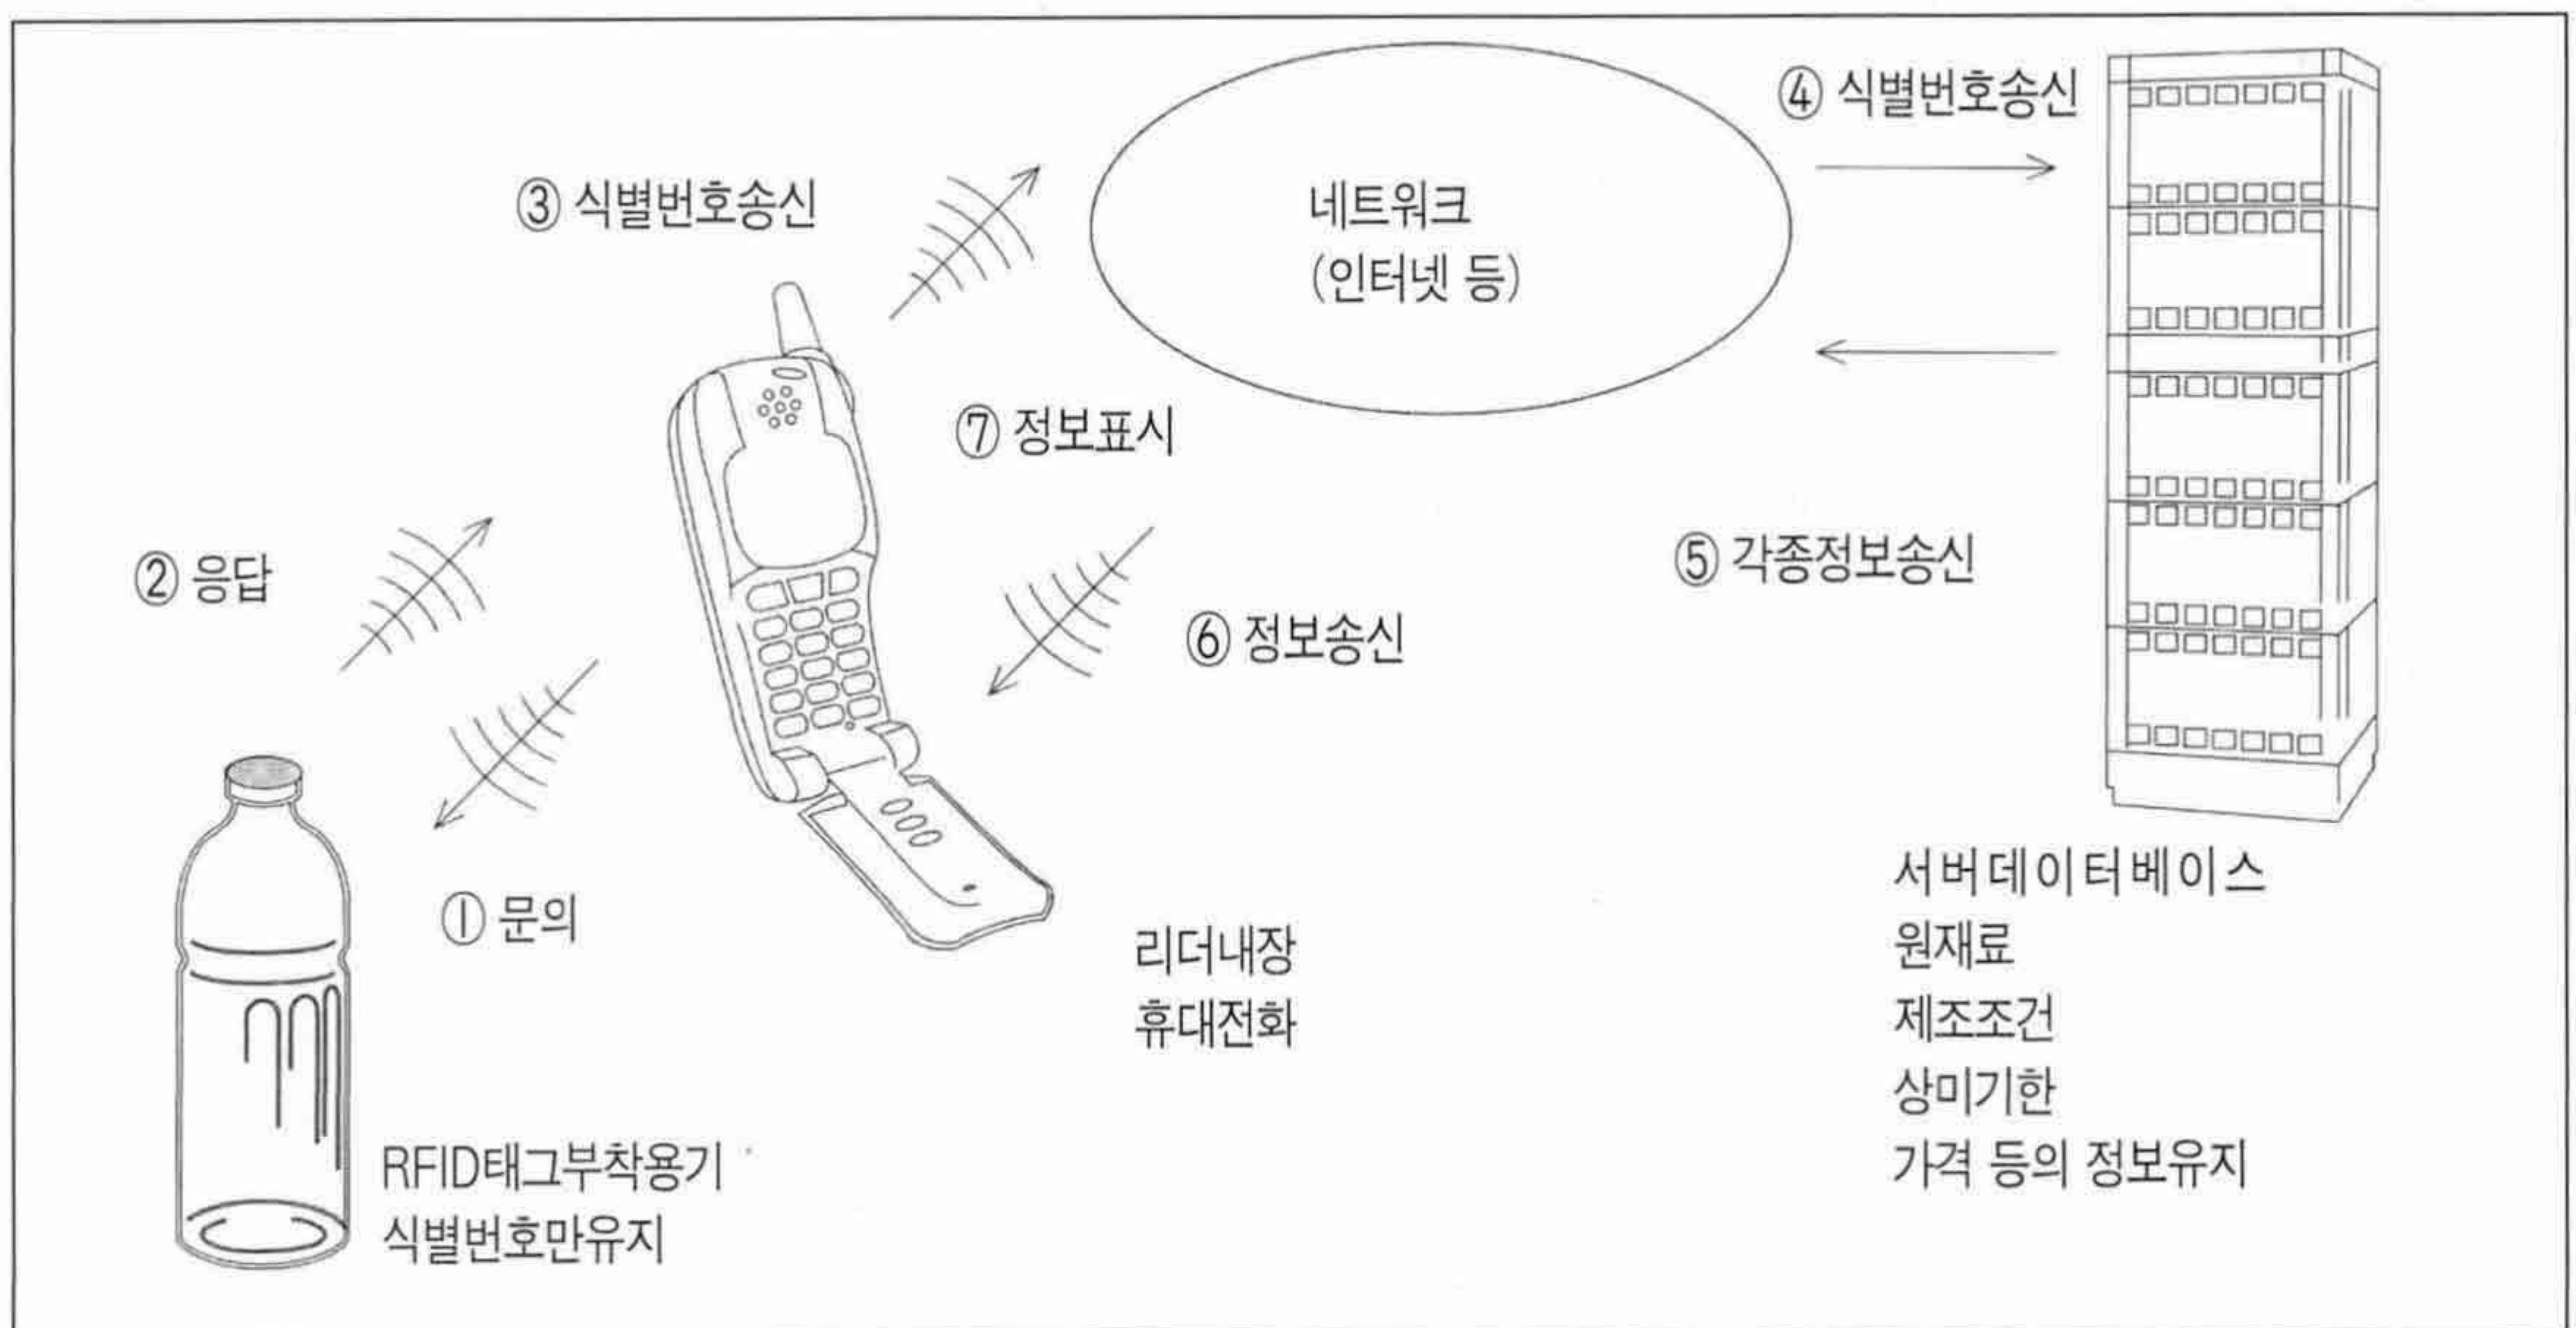 ④ 식별번호송신
③ 식별번호송신
네트워크
(인터넷 등)
⑦ 정보표시
② 응답
⑤ 각종정보송신
⑥ 정보송신
① 문의
서버데이터베이스
원재료
제조조건
상미기한
가격 등의 정보유지
리더내장
휴대전화
RFID태그부착용기
식별번호만유지